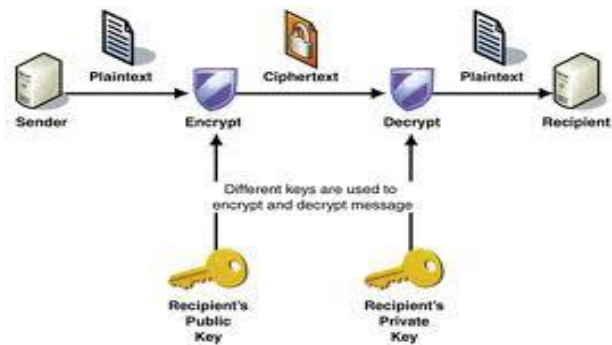 Plaintext
Ciphertext
Plaintext
Sender
Encrypt
Decrypt
Recipient
Different keys are used to
encrypt and decrypt message
Recipient's
Public
Key
Recipient's
Private
Key